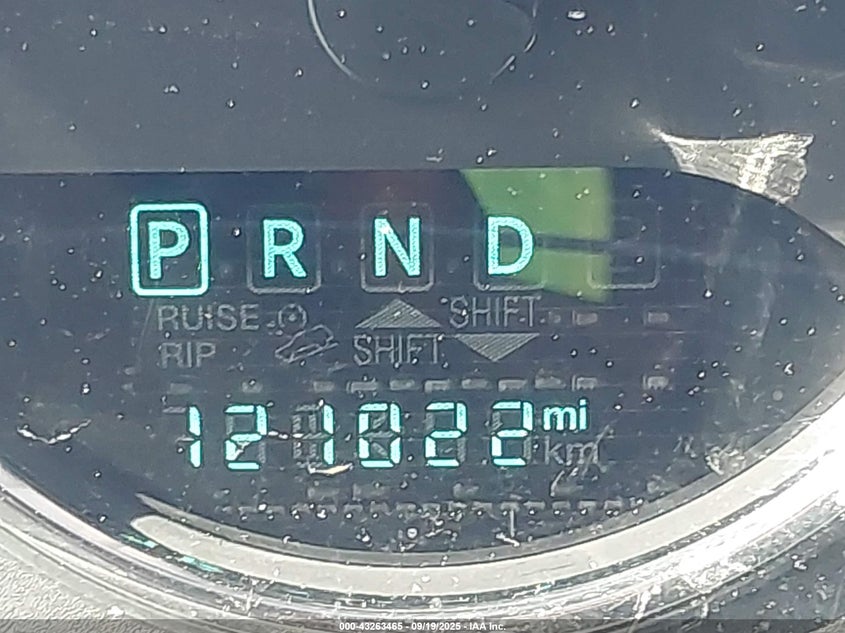 P R N D
RUISE SHIFT
RIP SHIFT
121022 mi
km
000-43263465 - 09/19/2025 - IAA Inc.